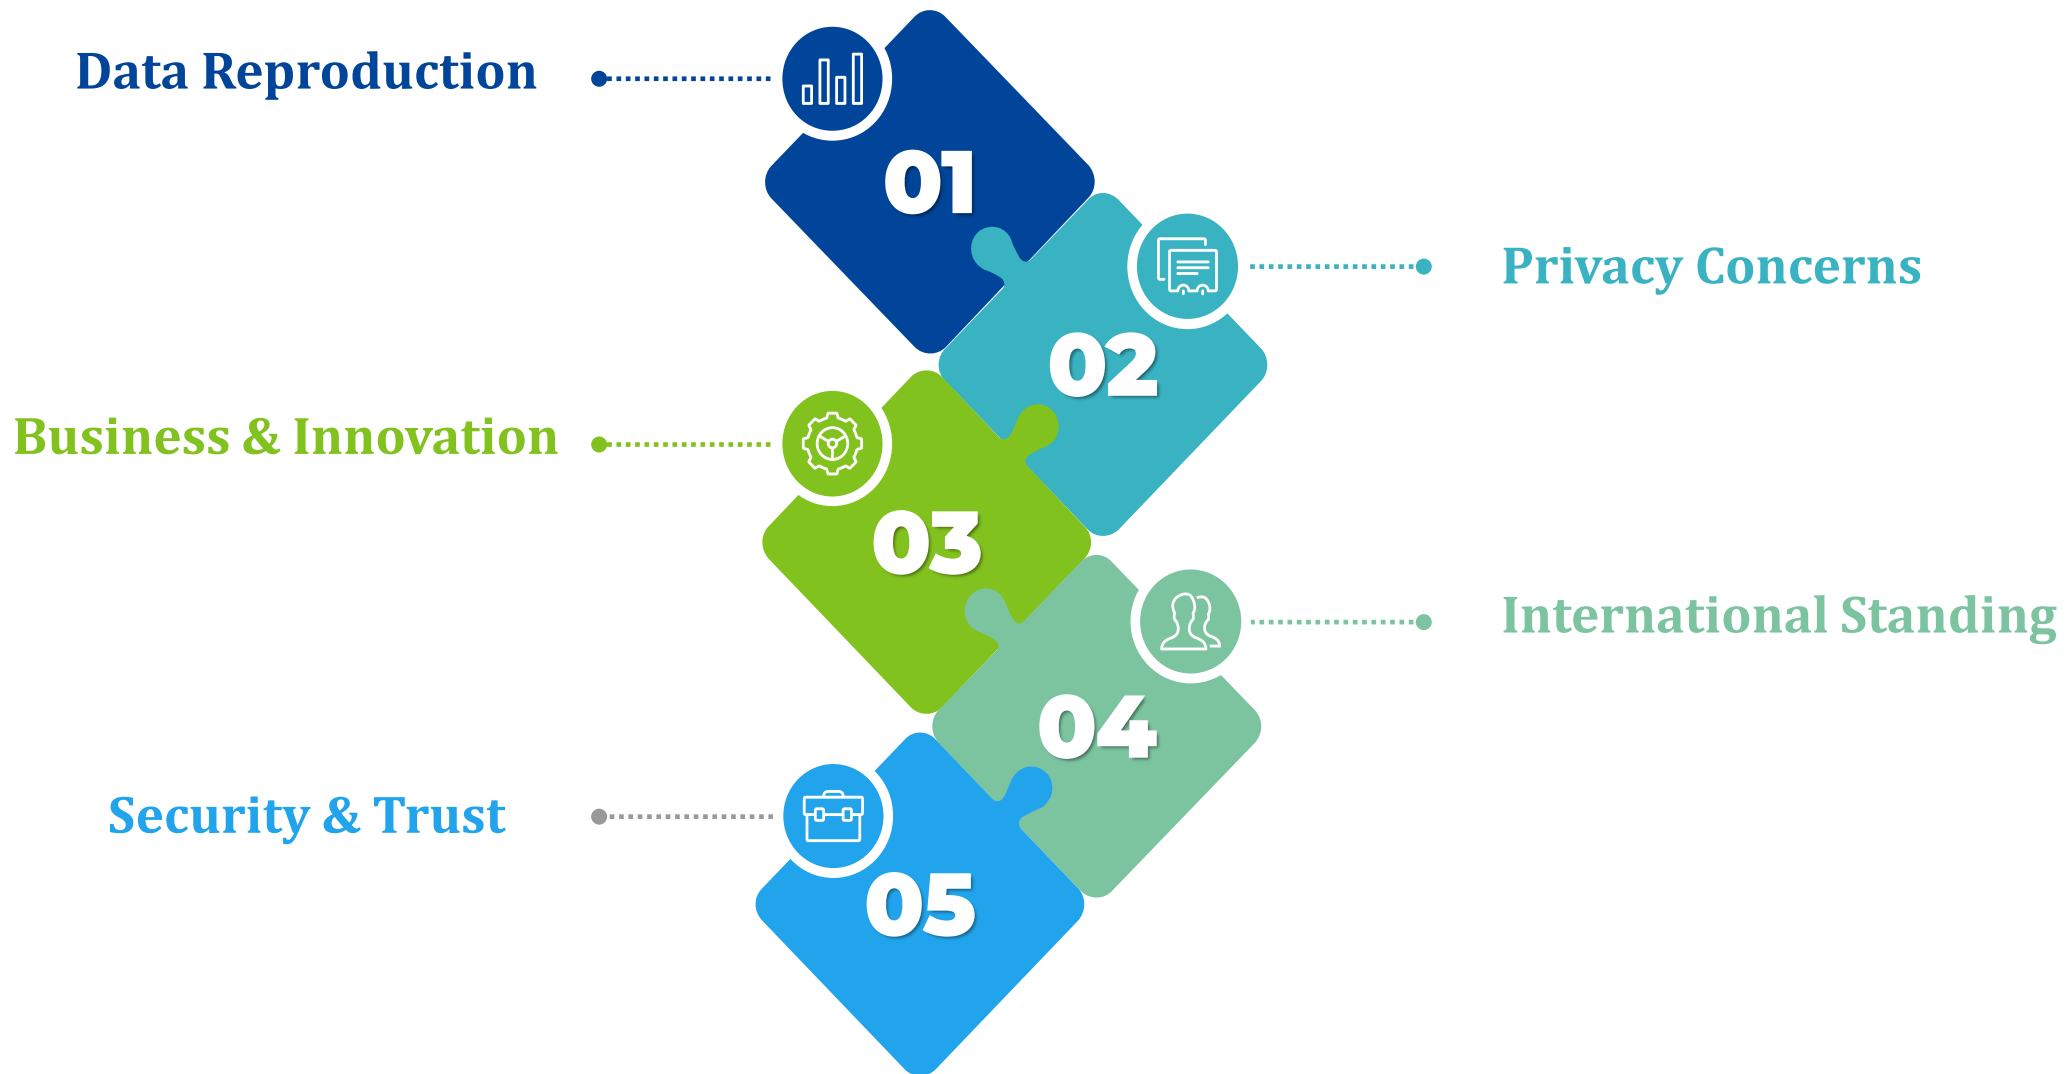 Data Reproduction
01
Privacy Concerns
02
Business & Innovation
03
International Standing
04
Security & Trust
05